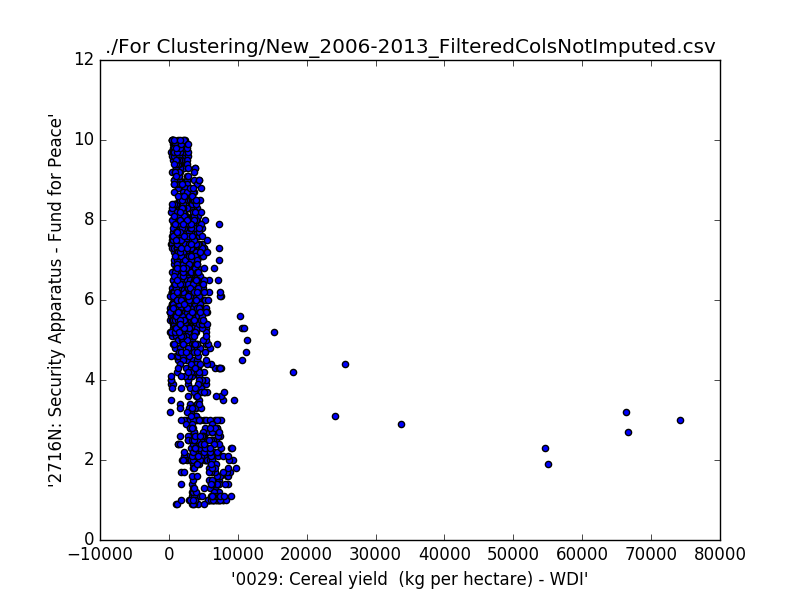 ./For Clustering/New_2006-2013_FilteredColsNotImputed.csv
12
10
8
6
4
2
0
'2716N: Security Apparatus - Fund for Peace'
−10000 0 10000 20000 30000 40000 50000 60000 70000 80000
'0029: Cereal yield  (kg per hectare) - WDI'